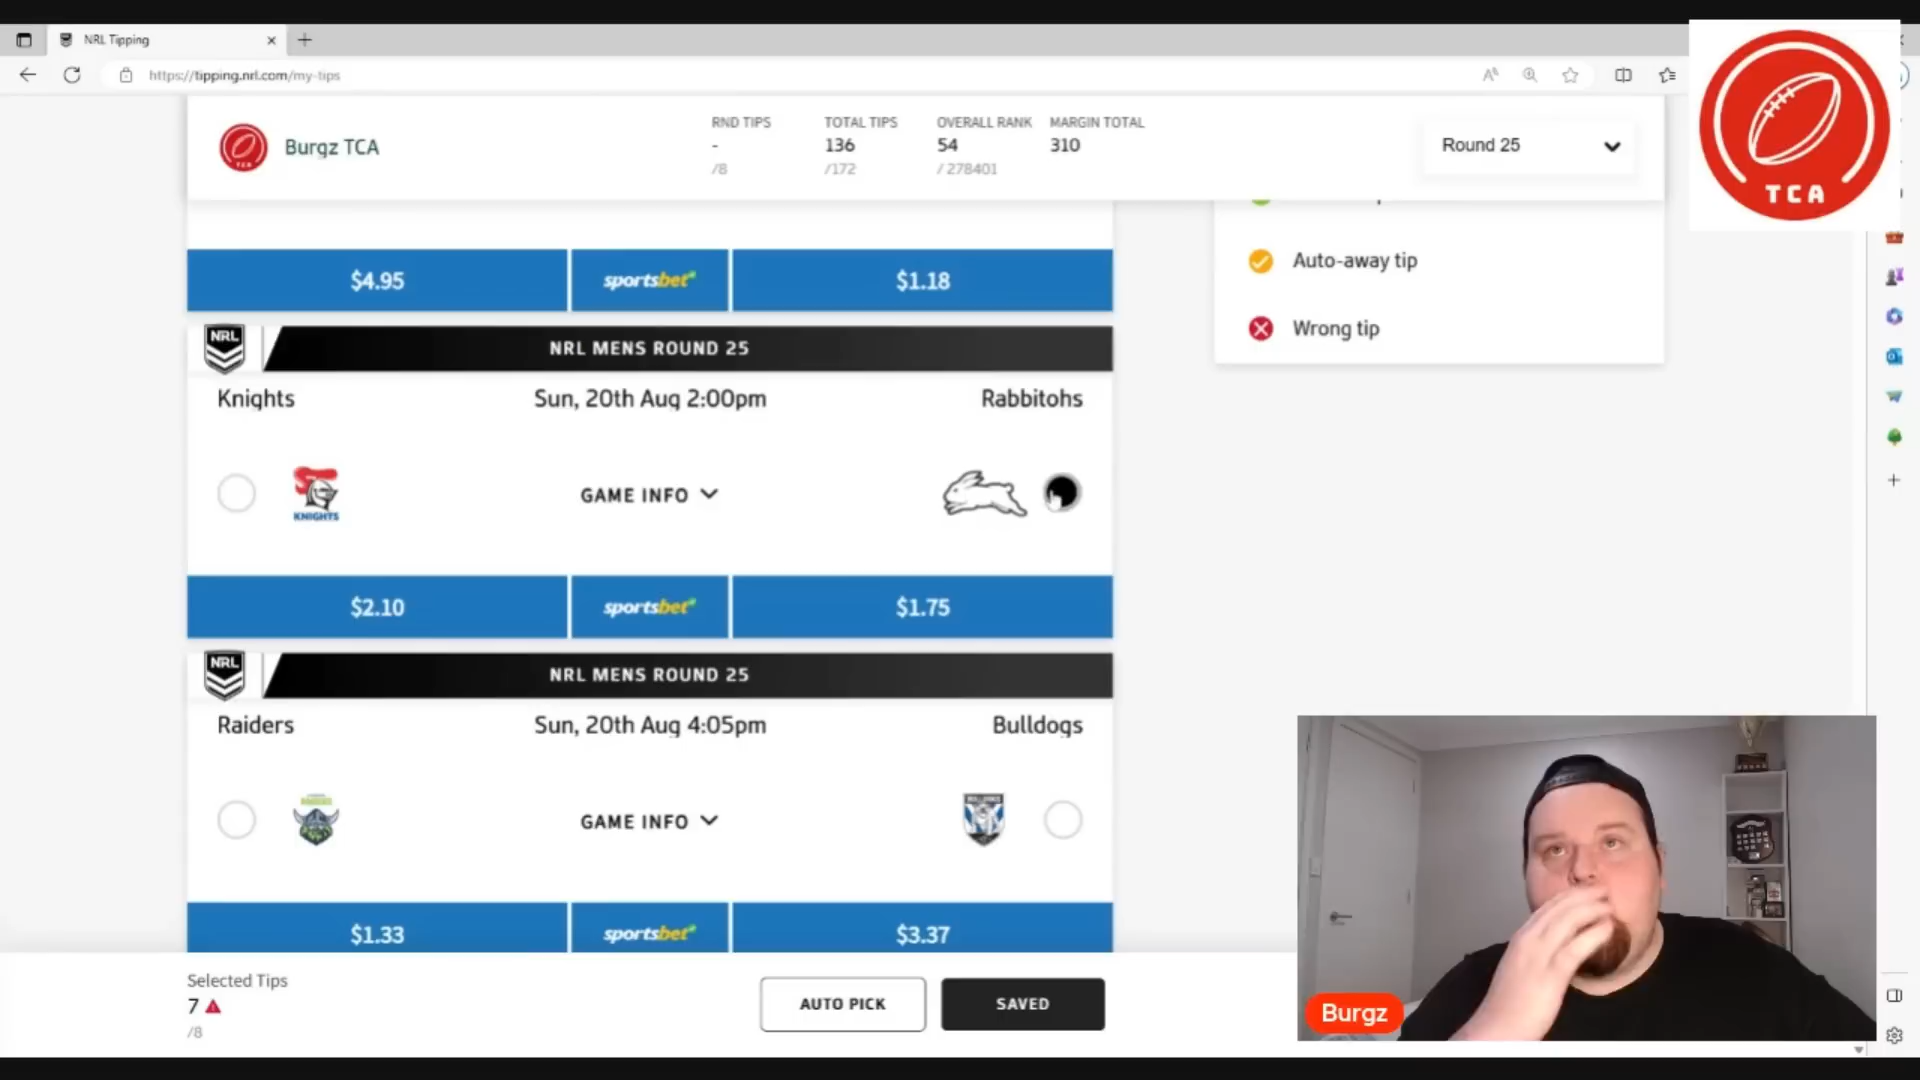 NRL Tipping
https://tipping.nrl.com/my-tips
TCA
Burgz TCA
RND TIPS
-
/8
TOTAL TIPS
136
/172
OVERALL RANK
54
/ 278401
MARGIN TOTAL
310
Round 25
TCA
$4.95
sportsbet
$1.18
Auto-away tip
Wrong tip
NRL
NRL MENS ROUND 25
Knights
Sun, 20th Aug 2:00pm
Rabbitohs
KNIGHTS
GAME INFO
$2.10
sportsbet
$1.75
NRL
NRL MENS ROUND 25
Raiders
Sun, 20th Aug 4:05pm
Bulldogs
RAIDERS
GAME INFO
BULLDOGS
$1.33
sportsbet
$3.37
Selected Tips
7
/8
AUTO PICK
SAVED
Burgz